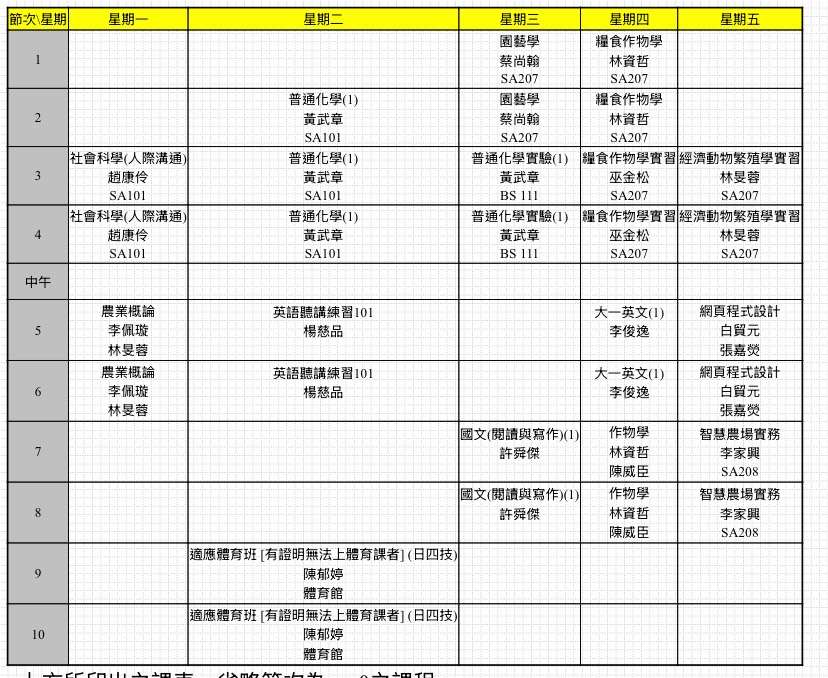 節次\星期 星期一 星期二 星期三 星期四 星期五
1 園藝學 糧食作物學
蔡尚翰 林資哲
SA207 SA207
2 普通化學(1) 園藝學 糧食作物學
黃武章 蔡尚翰 林資哲
SA101 SA207 SA207
3 社會科學(人際溝通) 普通化學(1) 普通化學實驗(1) 糧食作物學實習 經濟動物繁殖學實習
趙康伶 黃武章 黃武章 巫金松 林旻蓉
SA101 SA101 BS 111 SA207 SA207
4 社會科學(人際溝通) 普通化學(1) 普通化學實驗(1) 糧食作物學實習 經濟動物繁殖學實習
趙康伶 黃武章 黃武章 巫金松 林旻蓉
SA101 SA101 BS 111 SA207 SA207
中午
5 農業概論 英語聽講練習101 大一英文(1) 網頁程式設計
李佩璇 楊慈品 李俊逸 白賀元
林旻蓉 張嘉熒
6 農業概論 英語聽講練習101 大一英文(1) 網頁程式設計
李佩璇 楊慈品 李俊逸 白賀元
林旻蓉 張嘉熒
7 國文(閱讀與寫作)(1) 作物學 智慧農場實務
許舜傑 林資哲 李家興
陳威臣 SA208
8 國文(閱讀與寫作)(1) 作物學 智慧農場實務
許舜傑 林資哲 李家興
陳威臣 SA208
9 適應體育班 [有證明無法上體育課者] (日四技)
陳郁婷
體育館
10 適應體育班 [有證明無法上體育課者] (日四技)
陳郁婷
體育館